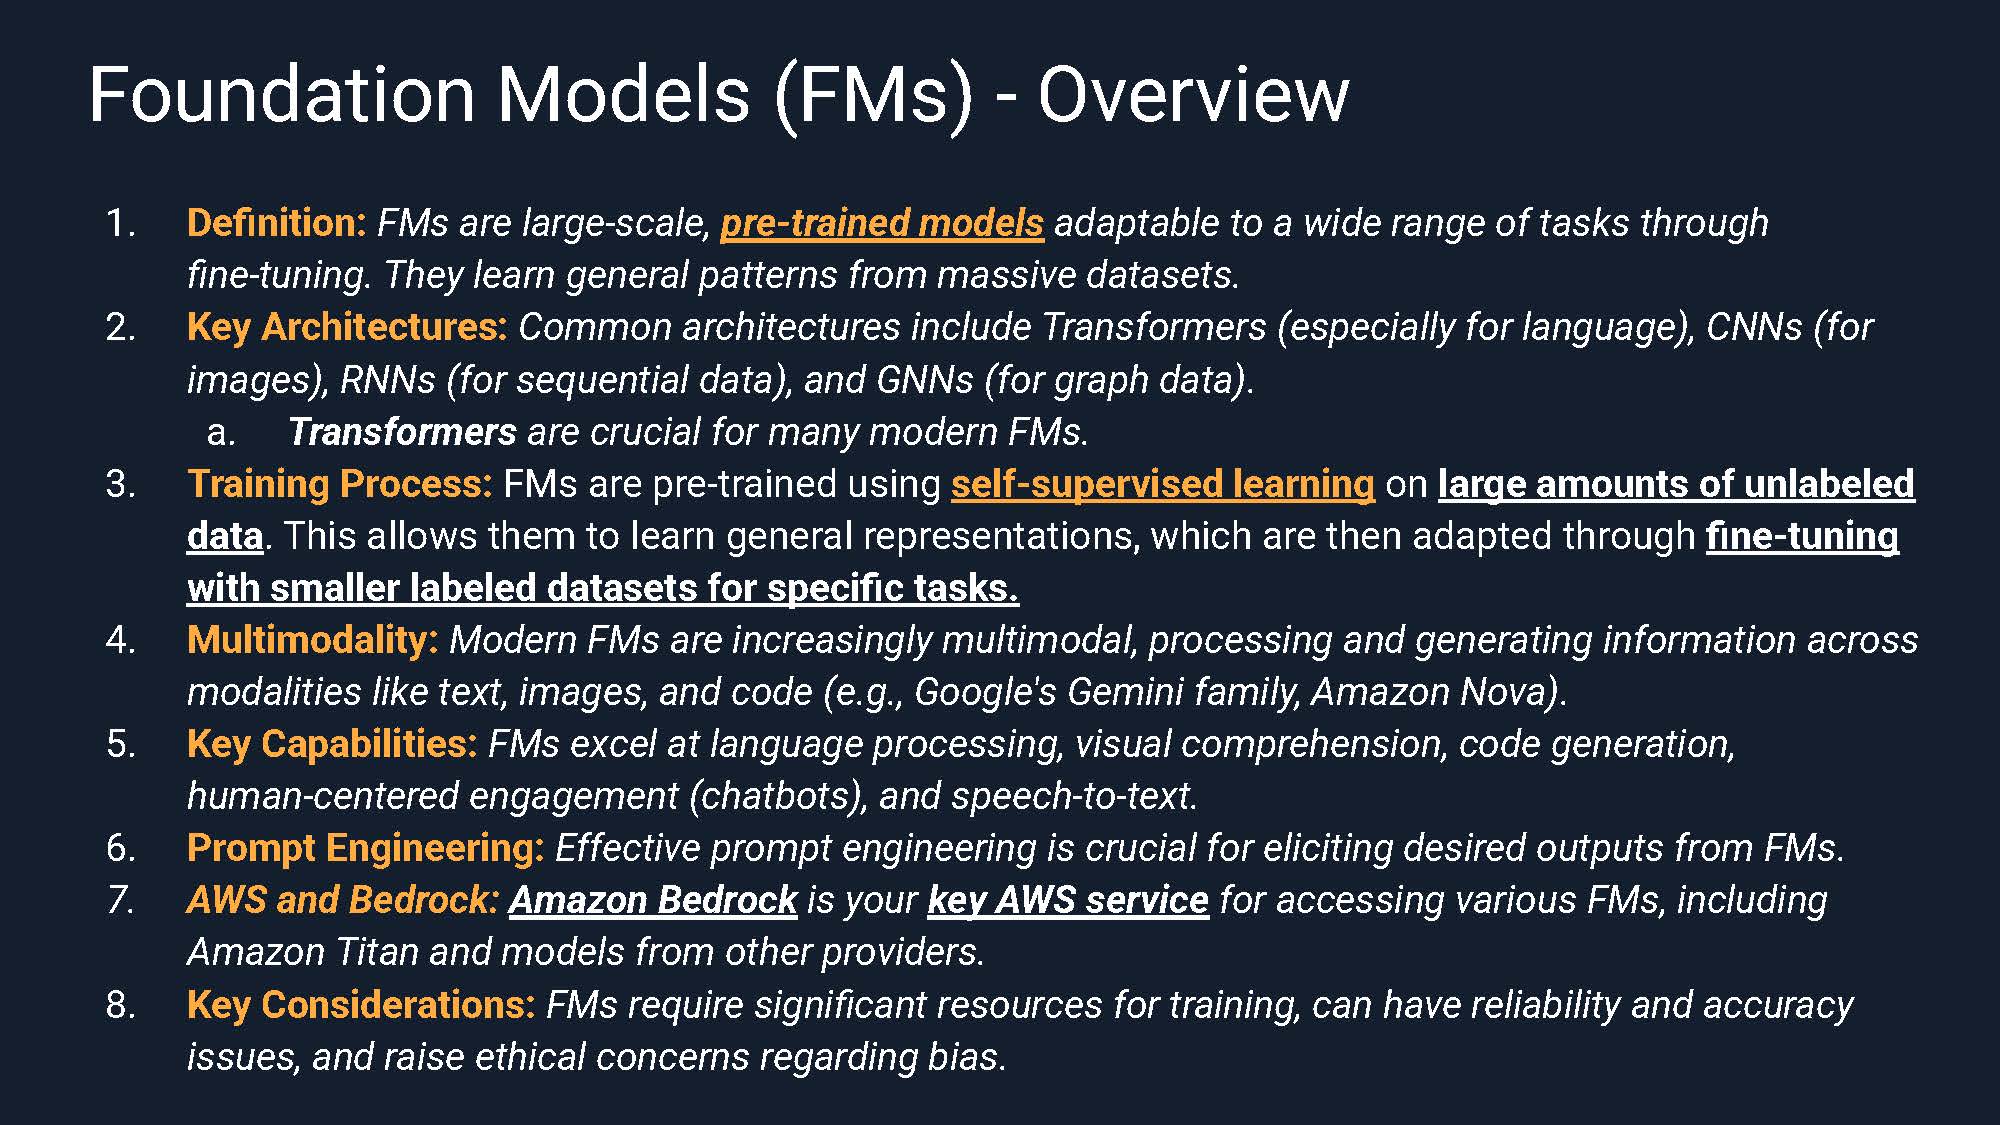 Foundation Models (FMs) - Overview
1. Definition: FMs are large-scale, pre-trained models adaptable to a wide range of tasks through
fine-tuning. They learn general patterns from massive datasets.
2. Key Architectures: Common architectures include Transformers (especially for language), CNNs (for
images), RNNs (for sequential data), and GNNs (for graph data).
a. Transformers are crucial for many modern FMs.
3. Training Process: FMs are pre-trained using self-supervised learning on large amounts of unlabeled
data. This allows them to learn general representations, which are then adapted through fine-tuning
with smaller labeled datasets for specific tasks.
4. Multimodality: Modern FMs are increasingly multimodal, processing and generating information across
modalities like text, images, and code (e.g., Google's Gemini family, Amazon Nova).
5. Key Capabilities: FMs excel at language processing, visual comprehension, code generation,
human-centered engagement (chatbots), and speech-to-text.
6. Prompt Engineering: Effective prompt engineering is crucial for eliciting desired outputs from FMs.
7. AWS and Bedrock: Amazon Bedrock is your key AWS service for accessing various FMs, including
Amazon Titan and models from other providers.
8. Key Considerations: FMs require significant resources for training, can have reliability and accuracy
issues, and raise ethical concerns regarding bias.